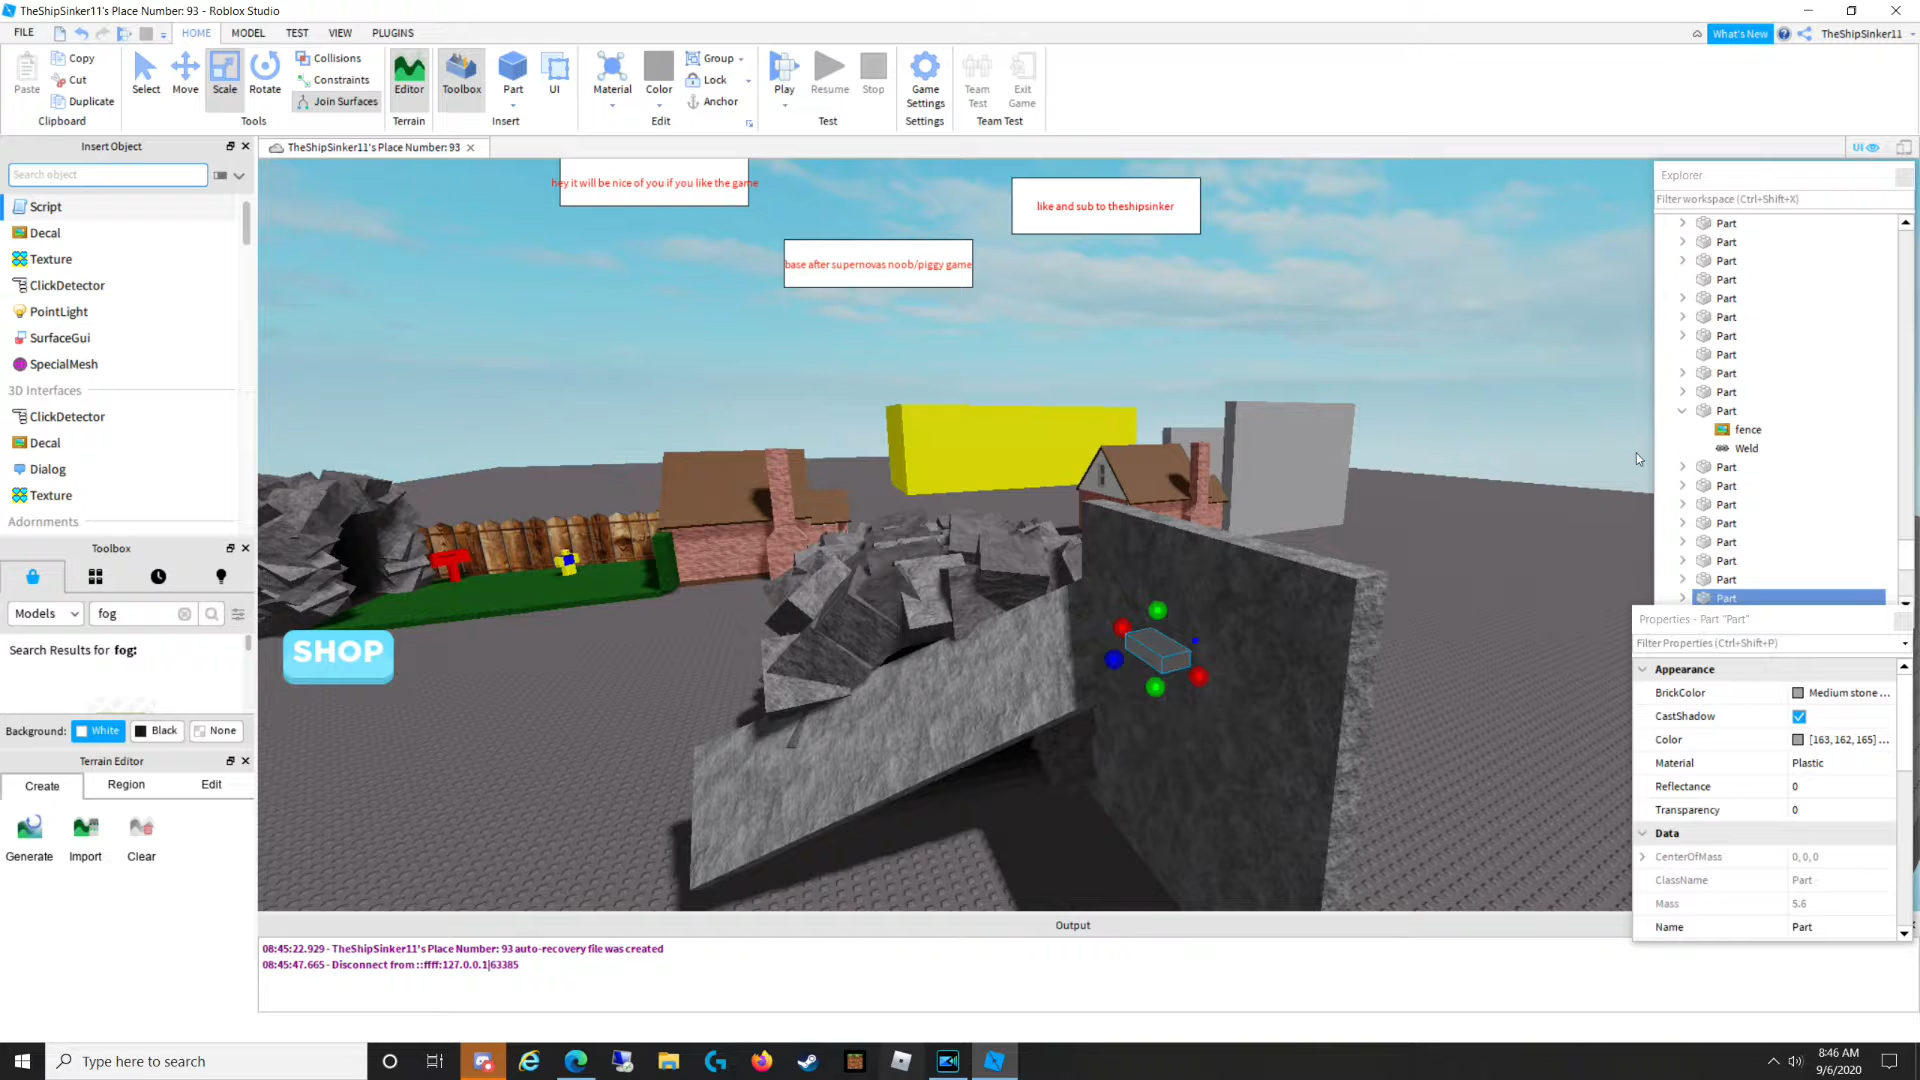 TheShipSinker11's Place Number: 93 - Roblox Studio
FILE HOME MODEL TEST VIEW PLUGINS What's New TheShipSinker11
Paste Copy Cut Duplicate Clipboard
Select Move Scale Rotate Collisions Constraints Join Surfaces Tools
Editor Terrain
Toolbox Part UI Insert
Material Color Group Lock Anchor Edit
Play Resume Stop Test
Game Settings Settings
Team Test Exit Game Team Test
Insert Object
Search object
Script
Decal
Texture
ClickDetector
PointLight
SurfaceGui
SpecialMesh
3D Interfaces
ClickDetector
Decal
Dialog
Texture
Adornments
Toolbox
Models fog
Search Results for fog:
Background: White Black None
Terrain Editor
Create Region Edit
Generate Import Clear
TheShipSinker11's Place Number: 93
UI
hey it will be nice of you if you like the game
like and sub to theshipsinker
base after supernovas noob/piggy game
SHOP
Explorer
Filter workspace (Ctrl+Shift+X)
Part
Part
Part
Part
Part
Part
Part
Part
Part
Part
Part
fence
Weld
Part
Part
Part
Part
Part
Part
Part
Part
Properties - Part "Part"
Filter Properties (Ctrl+Shift+P)
Appearance
BrickColor Medium stone ...
CastShadow
Color [163, 162, 165] ...
Material Plastic
Reflectance 0
Transparency 0
Data
CenterOfMass 0, 0, 0
ClassName Part
Mass 5.6
Name Part
Output
08:45:22.929 - TheShipSinker11's Place Number: 93 auto-recovery file was created
08:45:47.665 - Disconnect from ::ffff:127.0.0.1|63385
Type here to search
8:46 AM
9/6/2020